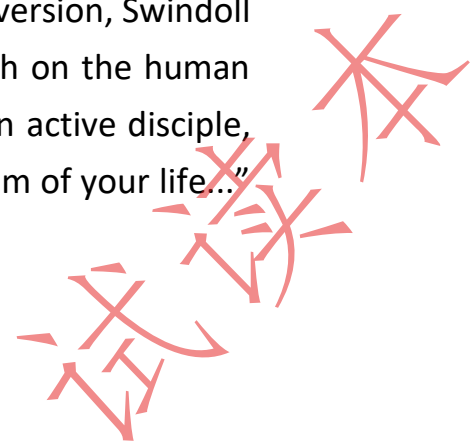 version, Swindoll
h on the human
n active disciple,
m of your life...”
试读本